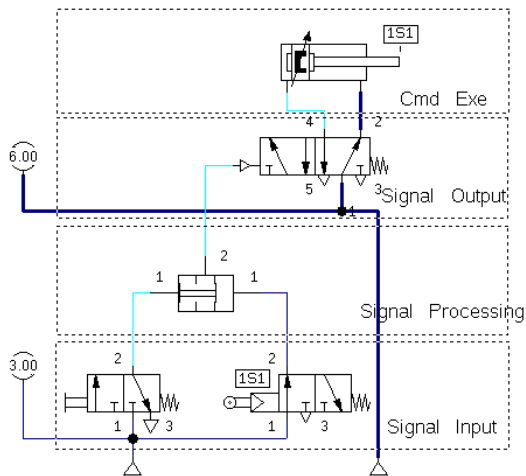 1S1
Cmd Exe
4 2
6.00
5 3
Signal Output
1
2
1 1
Signal Processing
3.00
2 2
1S1
1 3 1 3
Signal Input